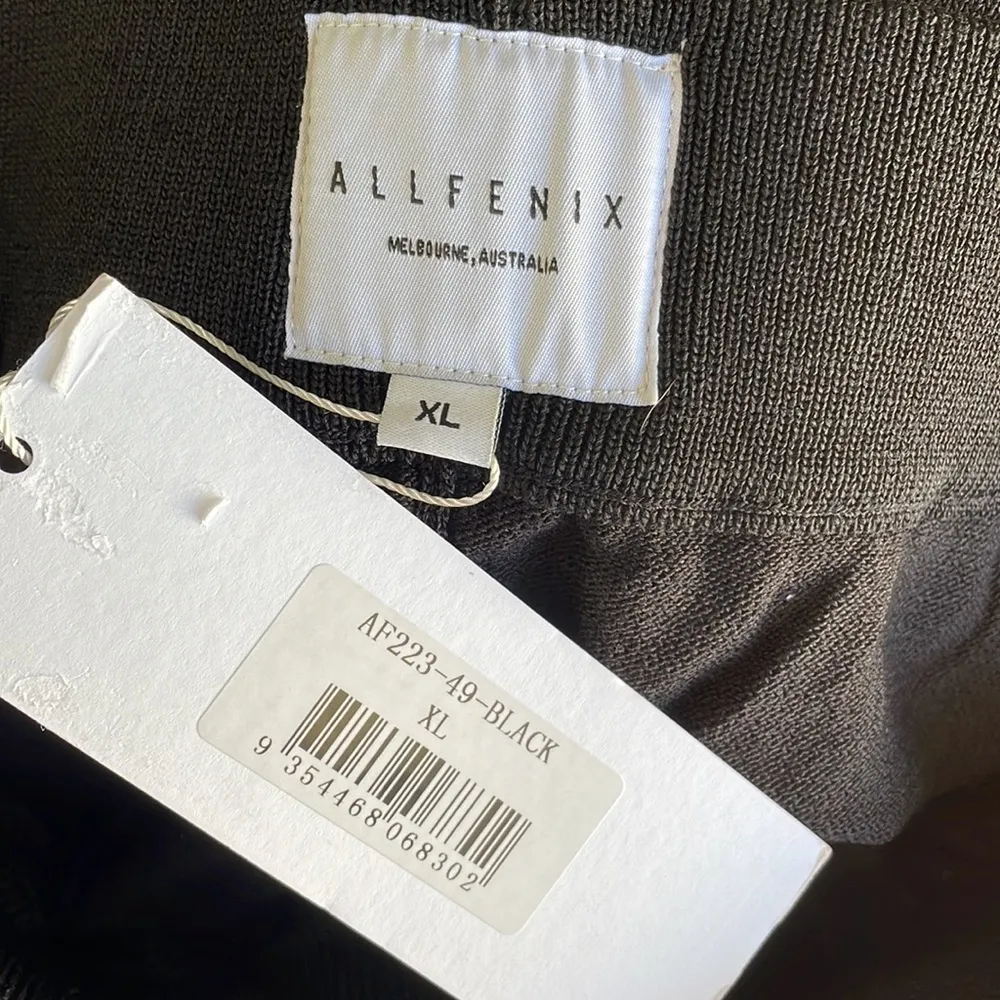 ALLFENIX
MELBOURNE, AUSTRALIA
XL
AF223-49-BLACK
XL
9 354468 068302